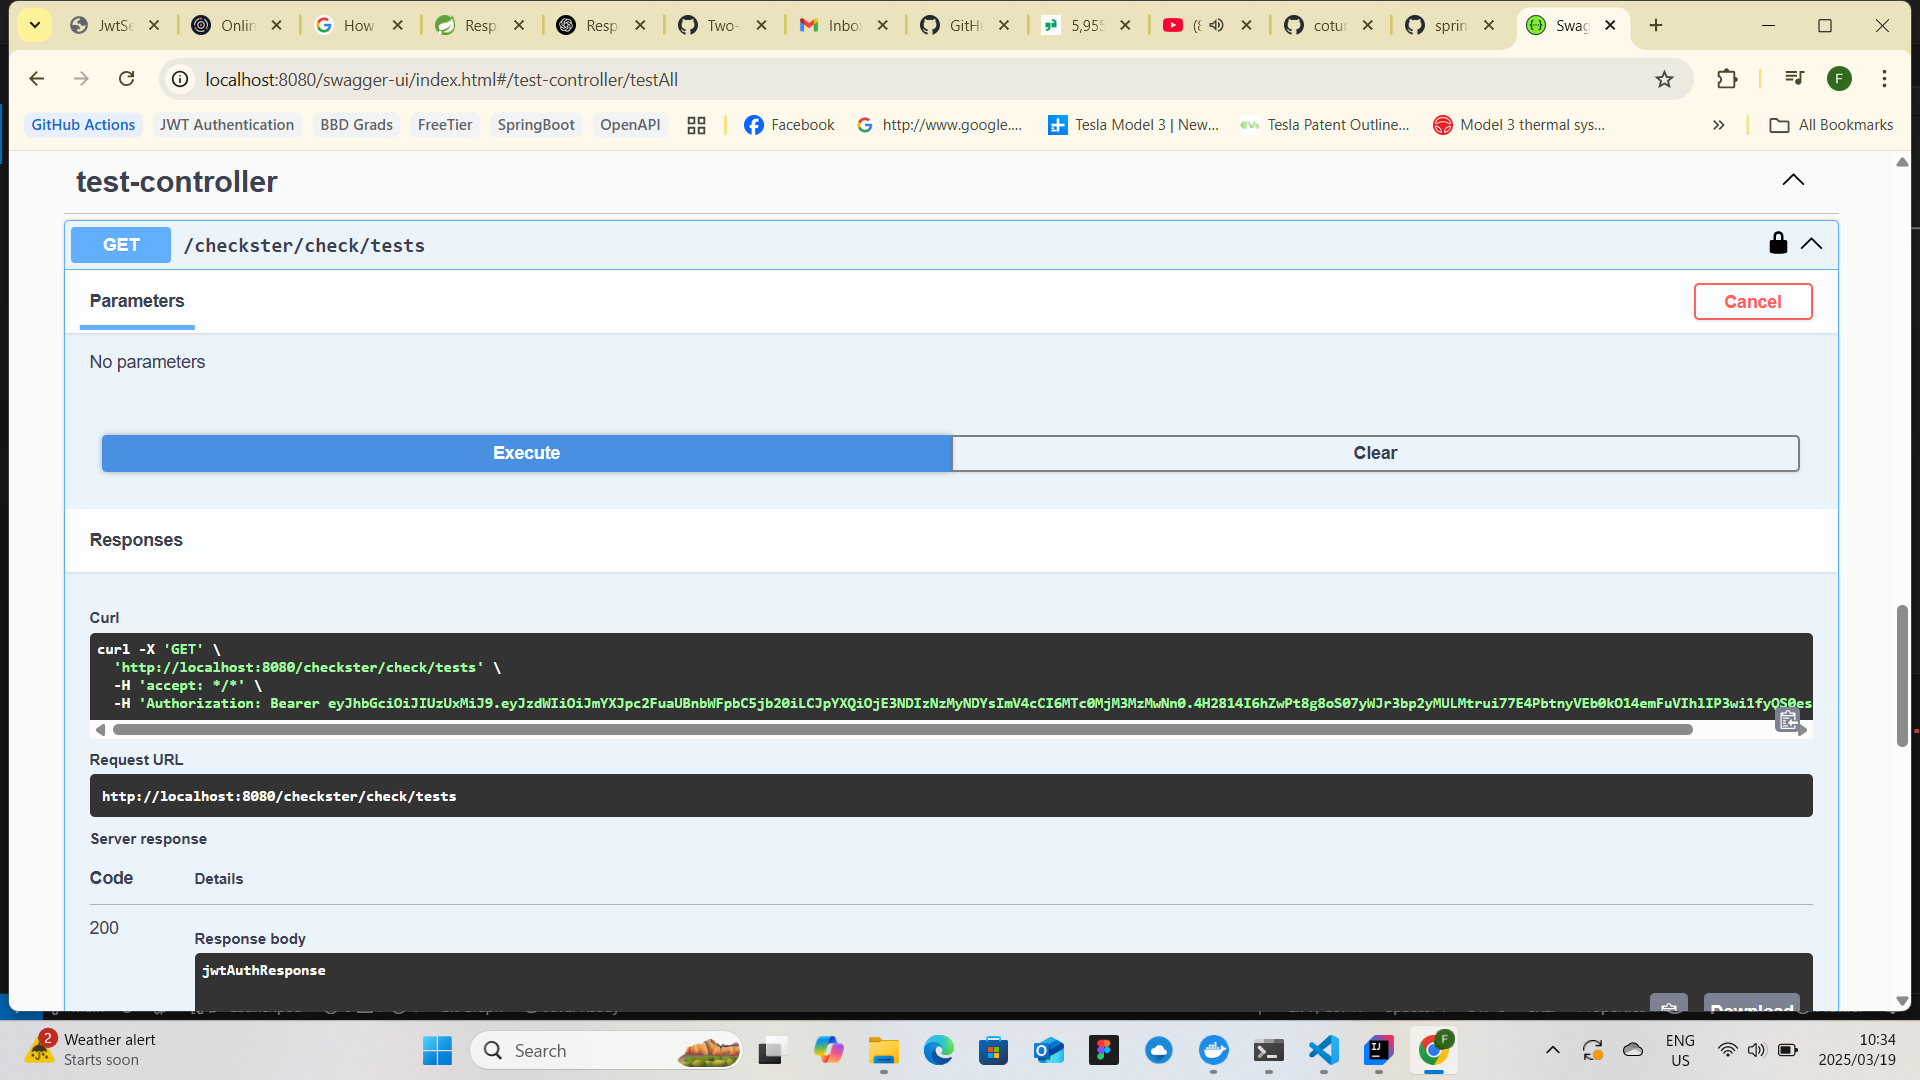 JwtSe
Onlin
How
Resp
Resp
Two-
Inbo
GitH
5,955
(8
cotur
sprin
Swag
localhost:8080/swagger-ui/index.html#/test-controller/testAll
F
GitHub Actions
JWT Authentication
BBD Grads
FreeTier
SpringBoot
OpenAPI
Facebook
http://www.google....
Tesla Model 3 | New...
Tesla Patent Outline...
Model 3 thermal sys...
All Bookmarks
test-controller
GET /checkster/check/tests
Parameters
Cancel
No parameters
Execute
Clear
Responses
Curl
curl -X 'GET' \
'http://localhost:8080/checkster/check/tests' \
-H 'accept: */*' \
-H 'Authorization: Bearer eyJhbGciOiJIUzUxMiJ9.eyJzdWIiOiJmYXJpc2FuaUBnbWFpbC5jb20iLCJpYXQiOjE3NDIzNzMyNDYsImV4cCI6MTc0MjM3MzMwNn0.4H2814I6hZwPt8g8oS07yWJr3bp2yMULMtrui77E4PbtnyVEb0kO14emFuVIhlIP3wi1fyQS0es
Request URL
http://localhost:8080/checkster/check/tests
Server response
Code
Details
200
Response body
jwtAuthResponse
Download
2
Weather alert
Starts soon
Search
ENG
US
10:34
2025/03/19